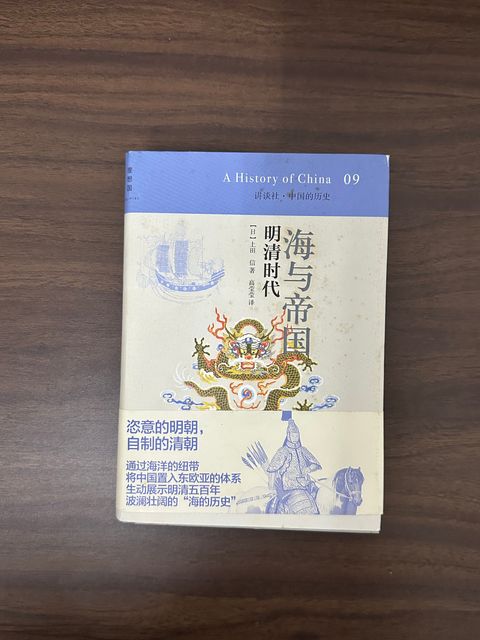 理想国
A History of China 09
讲谈社·中国的历史
海与帝国
明清时代
【日】上田 信 著 高莹莹 译
恣意的明朝，
自制的清朝
通过海洋的纽带
将中国置入东欧亚的体系
生动展示明清五百年
波澜壮阔的“海的历史”